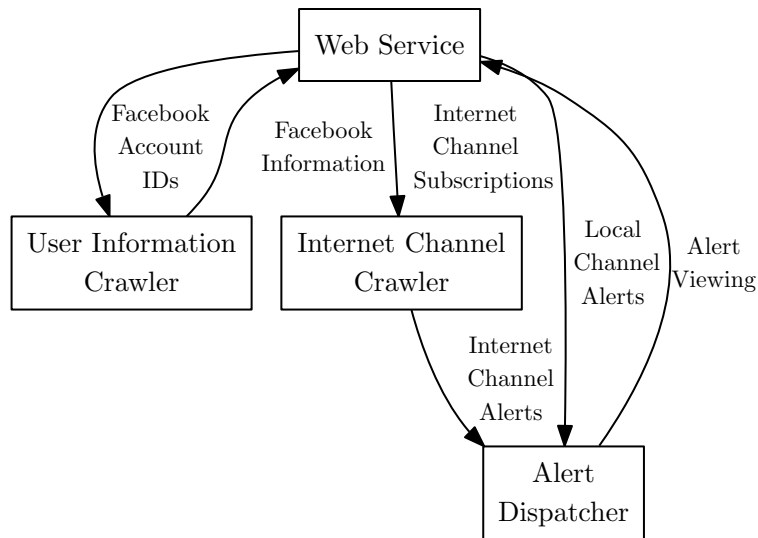 Web Service
Facebook
Account
IDs
Facebook
Information
Internet
Channel
Subscriptions
User Information
Crawler
Internet Channel
Crawler
Local
Channel
Alerts
Alert
Viewing
Internet
Channel
Alerts
Alert
Dispatcher